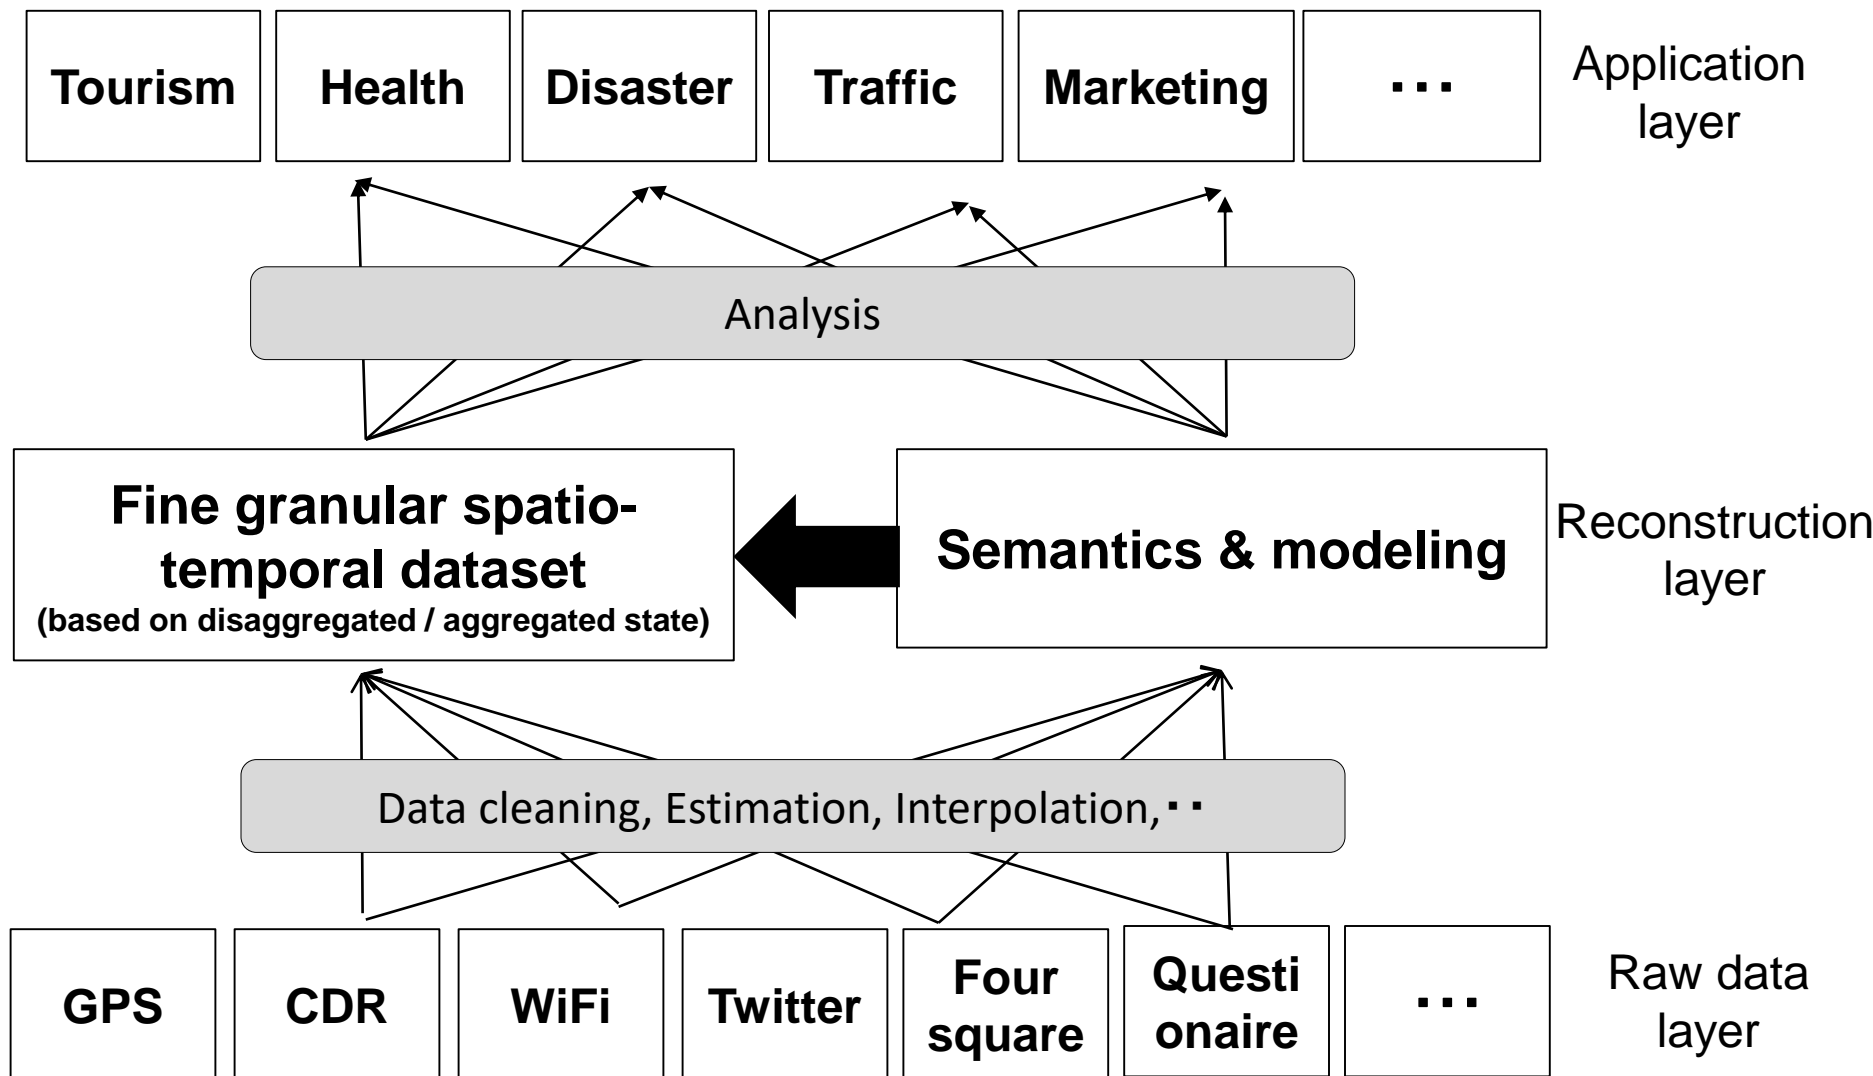 Tourism
Health
Disaster
Traffic
Marketing
...
Application
layer
Analysis
Fine granular spatio-
temporal dataset
(based on disaggregated / aggregated state)
Semantics & modeling
Reconstruction
layer
Data cleaning, Estimation, Interpolation,··
GPS
CDR
WiFi
Twitter
Four
square
Questi
onaire
...
Raw data
layer